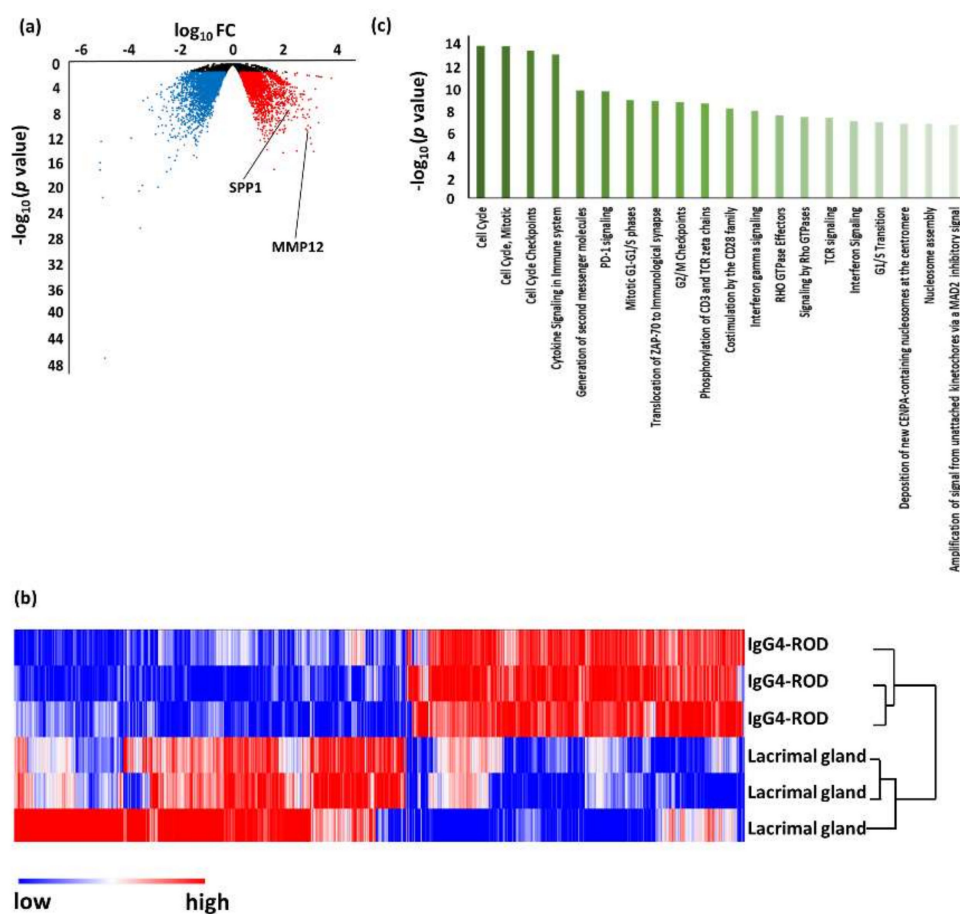 (a)
log10 FC
-6 -4 -2 0 2 4
0
4
8
12
16
20
24
28
32
36
40
44
48
-log10 (p value)
SPP1
MMP12
(c)
14
12
10
8
6
4
2
0
-log10 (p value)
Cell Cycle
Cell Cycle, Mitotic
Cell Cycle Checkpoints
Cytokine Signaling in Immune system
Generation of second messenger molecules
PD-1 signaling
Mitotic G1-G1/S phases
Translocation of ZAP-70 to Immunological synapse
G2/M Checkpoints
Phosphorylation of CD3 and TCR zeta chains
Costimulation by the CD28 family
Interferon gamma signaling
RHO GTPase Effectors
Signaling by Rho GTPases
TCR signaling
Interferon Signaling
G1/S Transition
Deposition of new CENPA-containing nucleosomes at the centromere
Nucleosome assembly
Amplification of signal from unattached kinetochores via a MAD2 inhibitory signal
(b)
IgG4-ROD
IgG4-ROD
IgG4-ROD
Lacrimal gland
Lacrimal gland
Lacrimal gland
low high